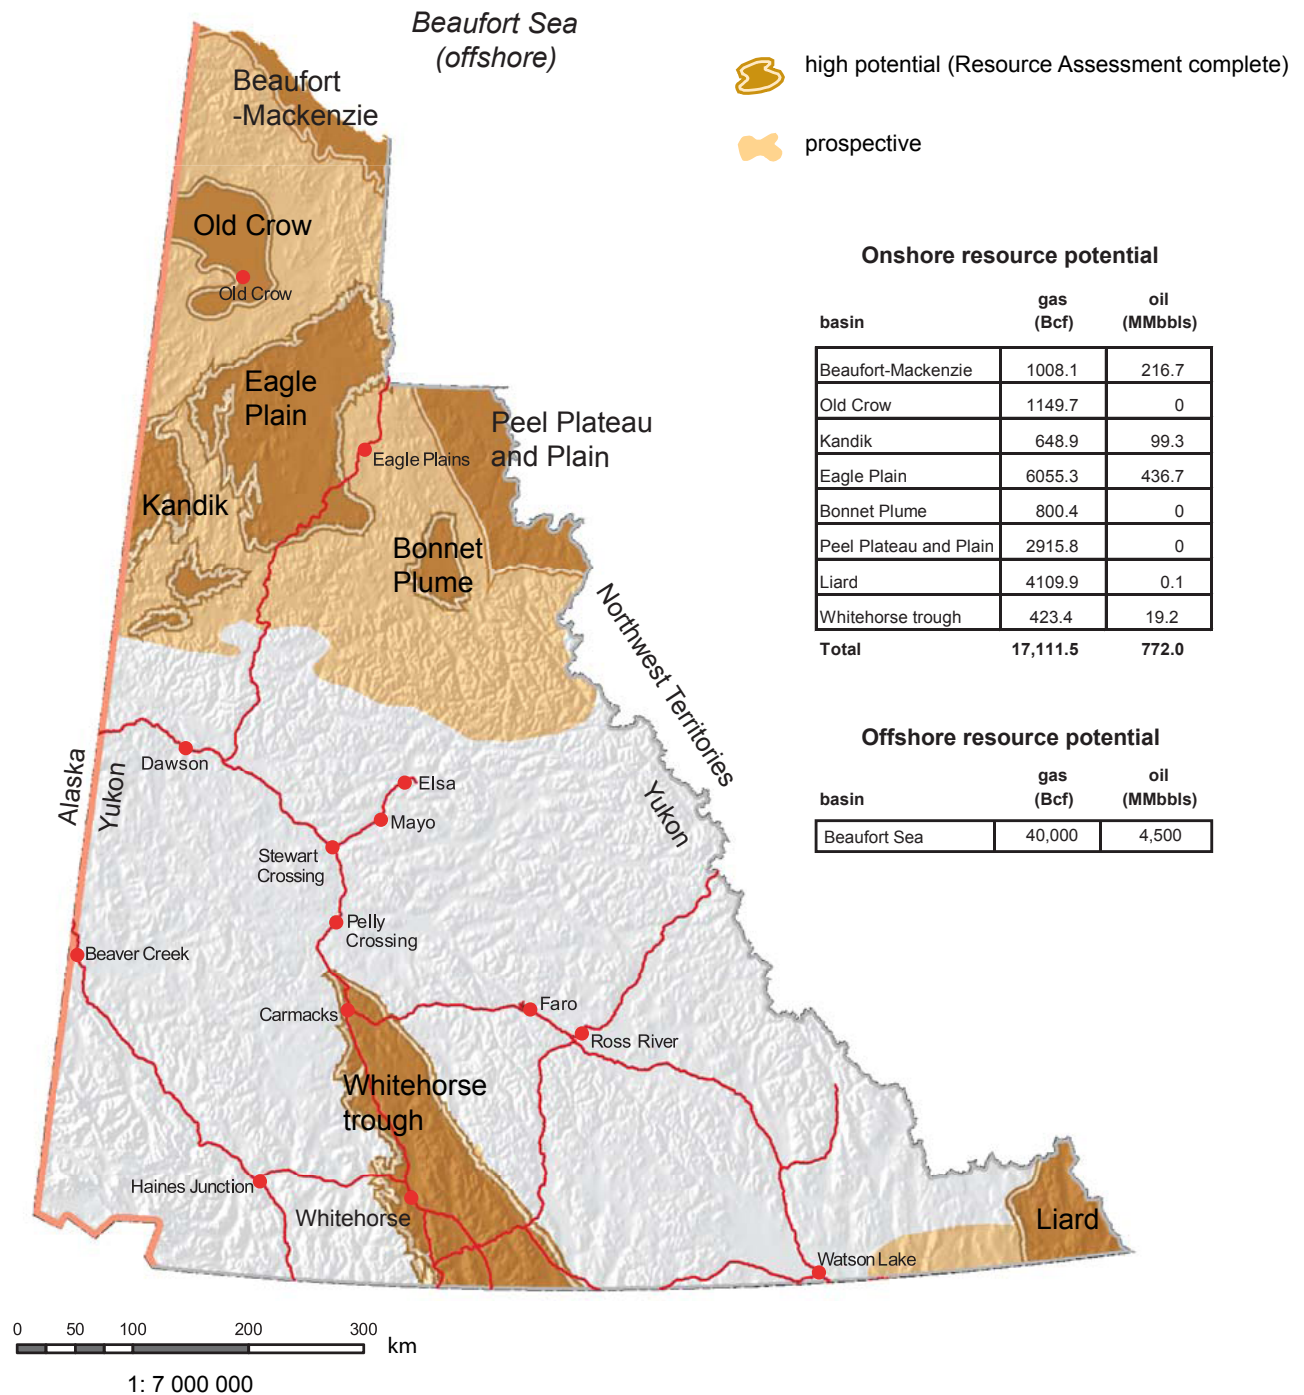 Beaufort Sea
(offshore)
high potential (Resource Assessment complete)
prospective
Beaufort
-Mackenzie
Old Crow
Old Crow
Eagle
Plain
Peel Plateau
and Plain
Eagle Plains
Kandik
Bonnet
Plume
Northwest Territories
Yukon
Alaska
Yukon
Dawson
Elsa
Mayo
Stewart
Crossing
Pelly
Crossing
Beaver Creek
Carmacks
Faro
Ross River
Whitehorse
trough
Haines Junction
Whitehorse
Watson Lake
Liard
Onshore resource potential
basin gas (Bcf) oil (MMbbls)
Beaufort-Mackenzie 1008.1 216.7
Old Crow 1149.7 0
Kandik 648.9 99.3
Eagle Plain 6055.3 436.7
Bonnet Plume 800.4 0
Peel Plateau and Plain 2915.8 0
Liard 4109.9 0.1
Whitehorse trough 423.4 19.2
Total 17,111.5 772.0
Offshore resource potential
basin gas (Bcf) oil (MMbbls)
Beaufort Sea 40,000 4,500
0 50 100 200 300 km
1: 7 000 000